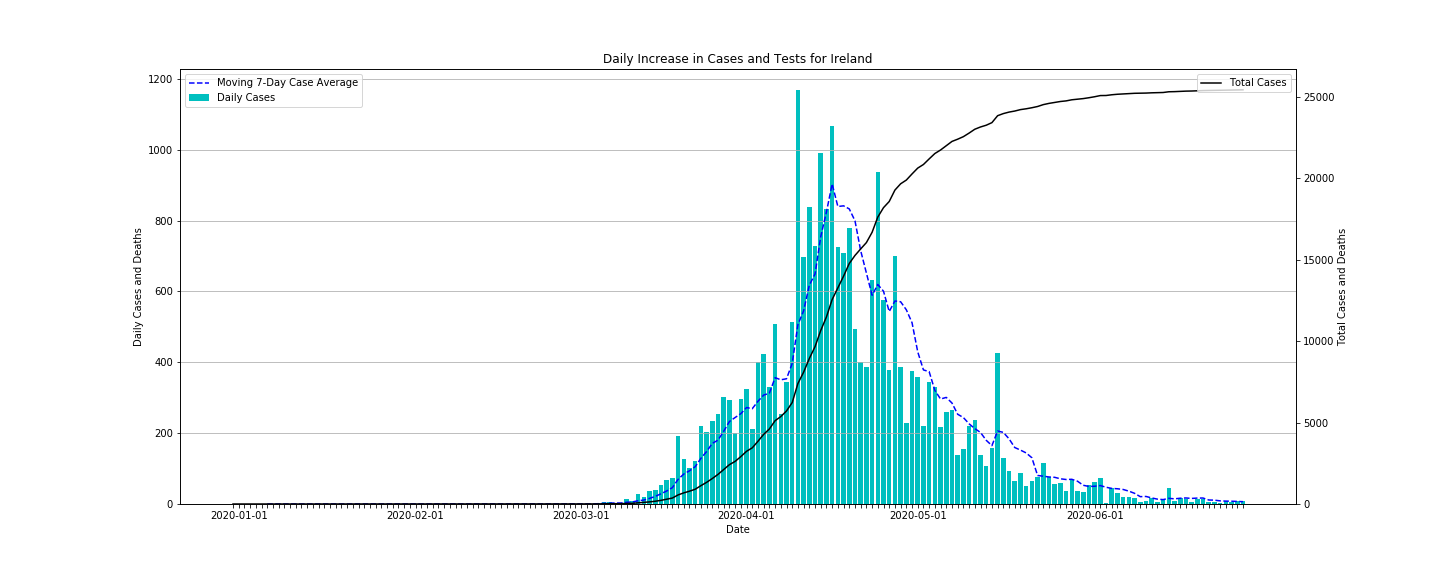 Daily Increase in Cases and Tests for Ireland
Moving 7-Day Case Average
Daily Cases
Total Cases
1200
1000
800
600
400
200
0
Daily Cases and Deaths
25000
20000
15000
10000
5000
0
Total Cases and Deaths
2020-01-01
2020-02-01
2020-03-01
2020-04-01
2020-05-01
2020-06-01
Date